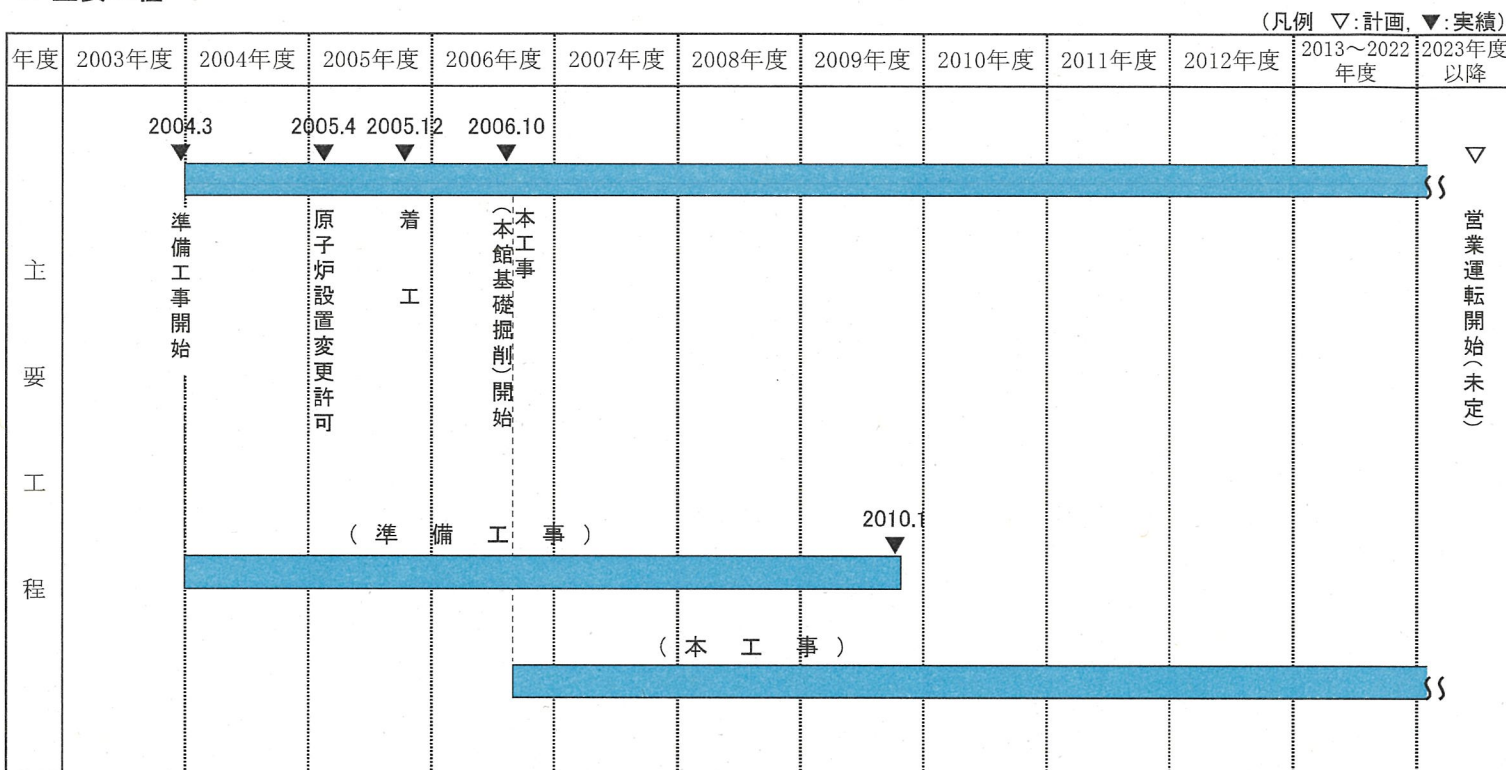 (凡例 ▽:計画, ▼:実績)
年度 2003年度 2004年度 2005年度 2006年度 2007年度 2008年度 2009年度 2010年度 2011年度 2012年度 2013～2022年度 2023年度以降
主要工程
2004.3 2005.4 2005.12 2006.10
▼ ▼ ▼ ▼ ▽
準備工事開始
原子炉設置変更許可
着工
本工事
(本館基礎掘削)開始
営業運転開始(未定)
(準備工事)
2010.1
▼
(本工事)